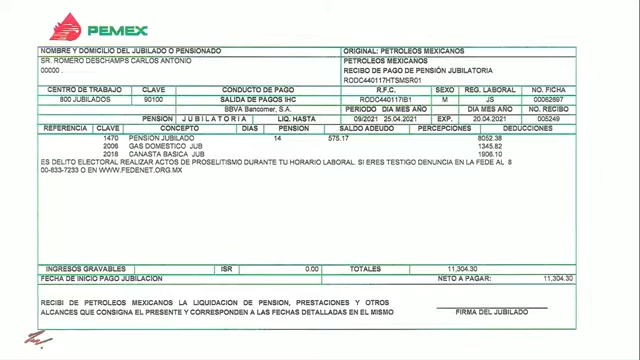 PEMEX
NOMBRE Y DOMICILIO DEL JUBILADO O PENSIONADO ORIGINAL: PETROLEOS MEXICANOS
SR. ROMERO DESCHAMPS CARLOS ANTONIO PETROLEOS MEXICANOS
00000 . RECIBO DE PAGO DE PENSIÓN JUBILATORIA
RODC440117HTSMSR01
CENTRO DE TRABAJO CLAVE CONDUCTO DE PAGO R.F.C. SEXO REG. LABORAL NO. FICHA
800 JUBILADOS 90100 SALIDA DE PAGOS IHC RODC440117IB1 M JS 00062697
BBVA Bancomer, S.A. PERIODO DIA MES AÑO DIA MES AÑO NO. RECIBO
PENSION JUBILATORIA LIQ. HASTA 09/2021 25.04.2021 EXP. 20.04.2021 005249
REFERENCIA CLAVE CONCEPTO DIAS PENSION SALDO ADEUDO PERCEPCIONES DEDUCCIONES
1470 PENSION JUBILADO 14 575.17 8052.38
2006 GAS DOMESTICO JUB 1345.82
2018 CANASTA BASICA JUB 1906.10
ES DELITO ELECTORAL REALIZAR ACTOS DE PROSELITISMO DURANTE TU HORARIO LABORAL. SI ERES TESTIGO DENUNCIA EN LA FEDE AL 8
00-833-7233 O EN WWW.FEDENET.ORG.MX
INGRESOS GRAVABLES ISR 0.00 TOTALES 11,304.30
FECHA DE INICIO PAGO JUBILACION NETO A PAGAR: 11,304.30
RECIBI DE PETROLEOS MEXICANOS LA LIQUIDACION DE PENSION, PRESTACIONES Y OTROS
ALCANCES QUE CONSIGNA EL PRESENTE Y CORRESPONDEN A LAS FECHAS DETALLADAS EN EL MISMO
FIRMA DEL JUBILADO